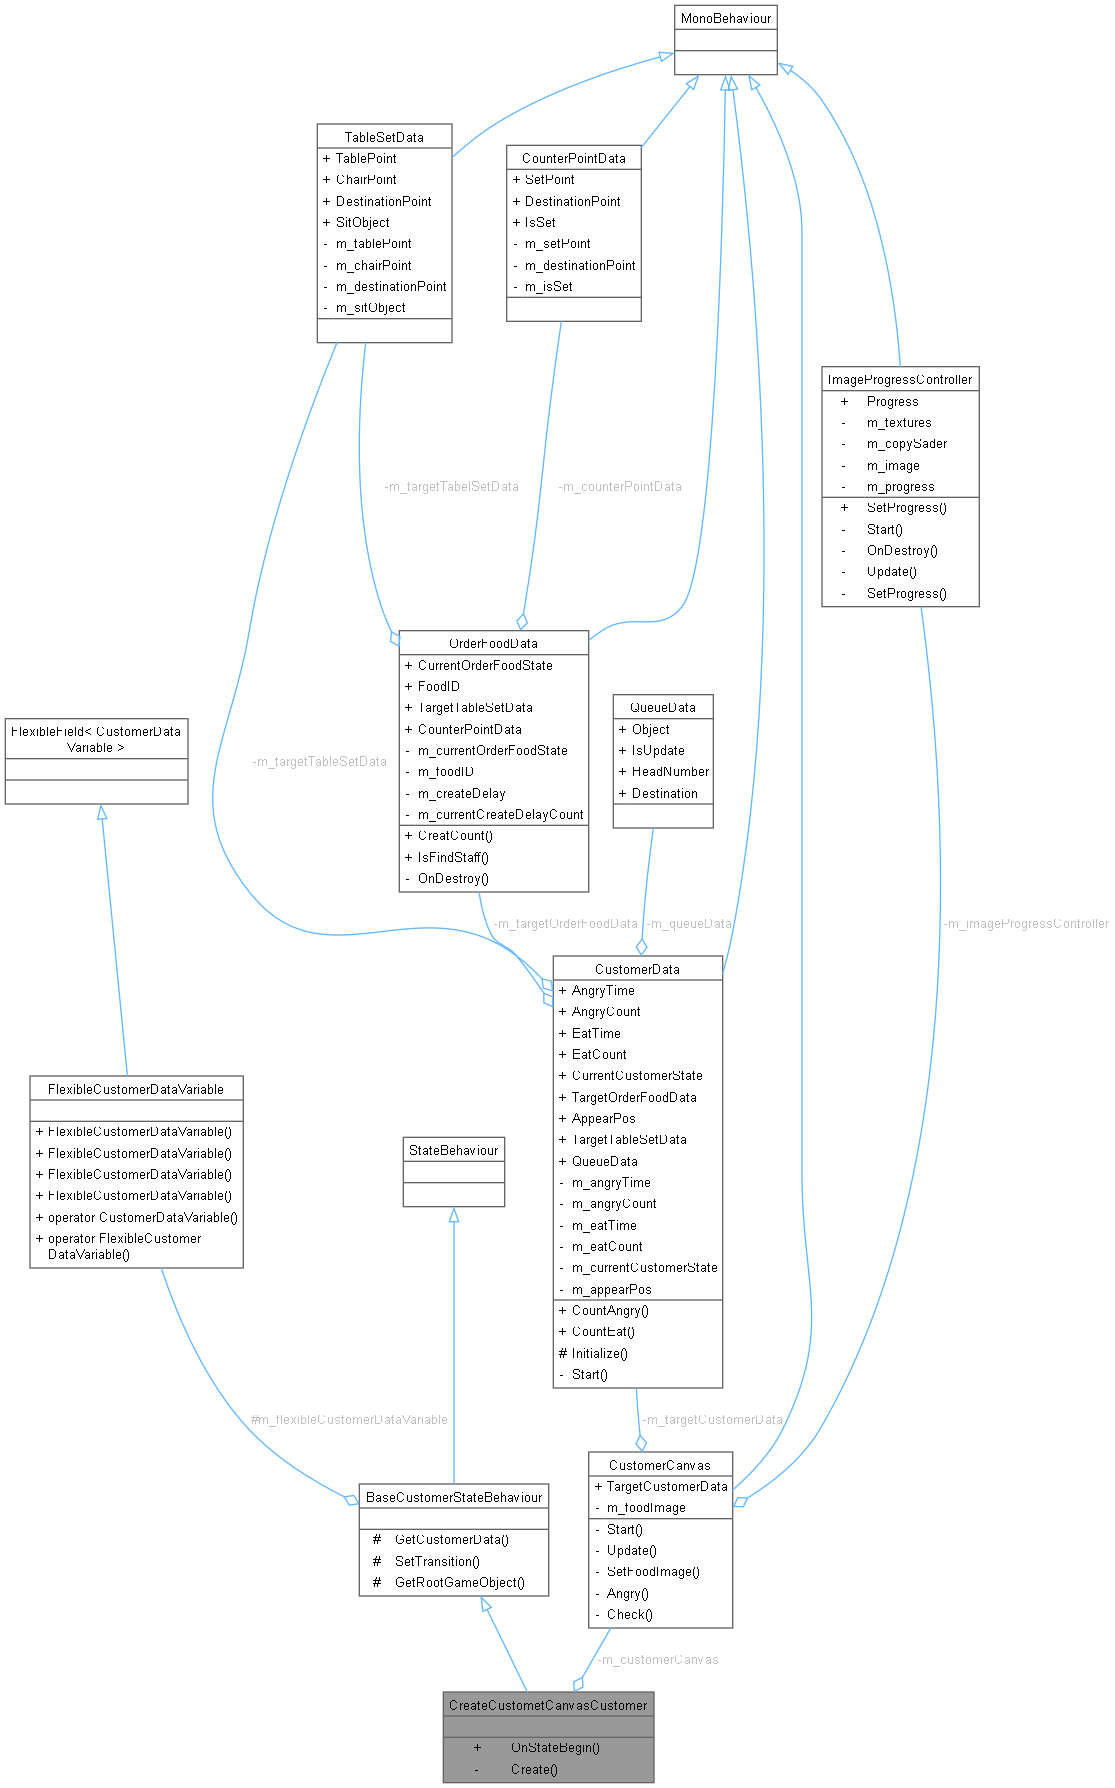 MonoBehaviour
TableSetData
+ TablePoint
+ ChairPoint
+ DestinationPoint
+ SitObject
- m_tablePoint
- m_chairPoint
- m_destinationPoint
- m_sitObject
CounterPointData
+ SetPoint
+ DestinationPoint
+ IsSet
- m_setPoint
- m_destinationPoint
- m_isSet
ImageProgressController
+ Progress
- m_textures
- m_copySader
- m_image
- m_progress
+ SetProgress()
- Start()
- OnDestroy()
- Update()
- SetProgress()
-m_targetTabelSetData
-m_counterPointData
OrderFoodData
+ CurrentOrderFoodState
+ FoodID
+ TargetTableSetData
+ CounterPointData
- m_currentOrderFoodState
- m_foodID
- m_createDelay
- m_currentCreateDelayCount
+ CreatCount()
+ IsFindStaff()
- OnDestroy()
QueueData
+ Object
+ IsUpdate
+ HeadNumber
+ Destination
FlexibleField< CustomerData
Variable >
-m_targetTableSetData
-m_targetOrderFoodData
-m_queueData
-m_imageProgressController
CustomerData
+ AngryTime
+ AngryCount
+ EatTime
+ EatCount
+ CurrentCustomerState
+ TargetOrderFoodData
+ AppearPos
+ TargetTableSetData
+ QueueData
- m_angryTime
- m_angryCount
- m_eatTime
- m_eatCount
- m_currentCustomerState
- m_appearPos
+ CountAngry()
+ CountEat()
# Initialize()
- Start()
FlexibleCustomerDataVariable
+ FlexibleCustomerDataVariable()
+ FlexibleCustomerDataVariable()
+ FlexibleCustomerDataVariable()
+ FlexibleCustomerDataVariable()
+ operator CustomerDataVariable()
+ operator FlexibleCustomer
DataVariable()
StateBehaviour
#m_flexibleCustomerDataVariable
-m_targetCustomerData
BaseCustomerStateBehaviour
# GetCustomerData()
# SetTransition()
# GetRootGameObject()
CustomerCanvas
+ TargetCustomerData
- m_foodImage
- Start()
- Update()
- SetFoodImage()
- Angry()
- Check()
-m_customerCanvas
CreateCustometCanvasCustomer
+ OnStateBegin()
- Create()